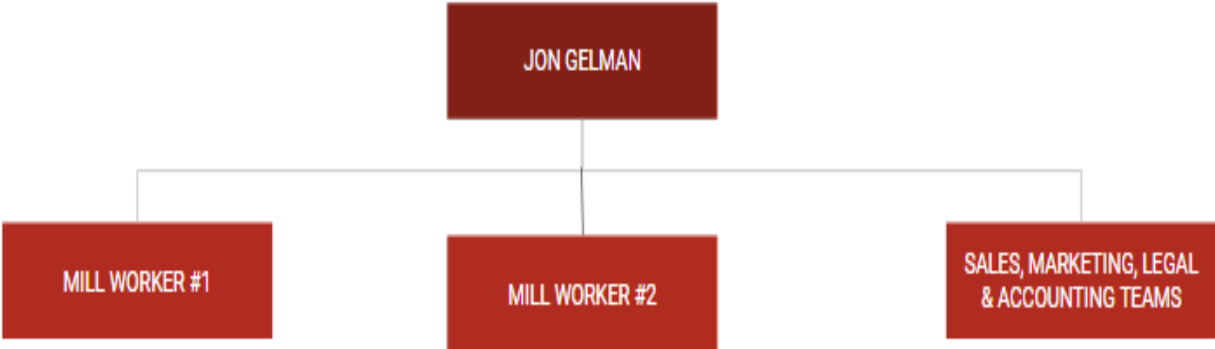 JON GELMAN
MILL WORKER #1
MILL WORKER #2
SALES, MARKETING, LEGAL
& ACCOUNTING TEAMS